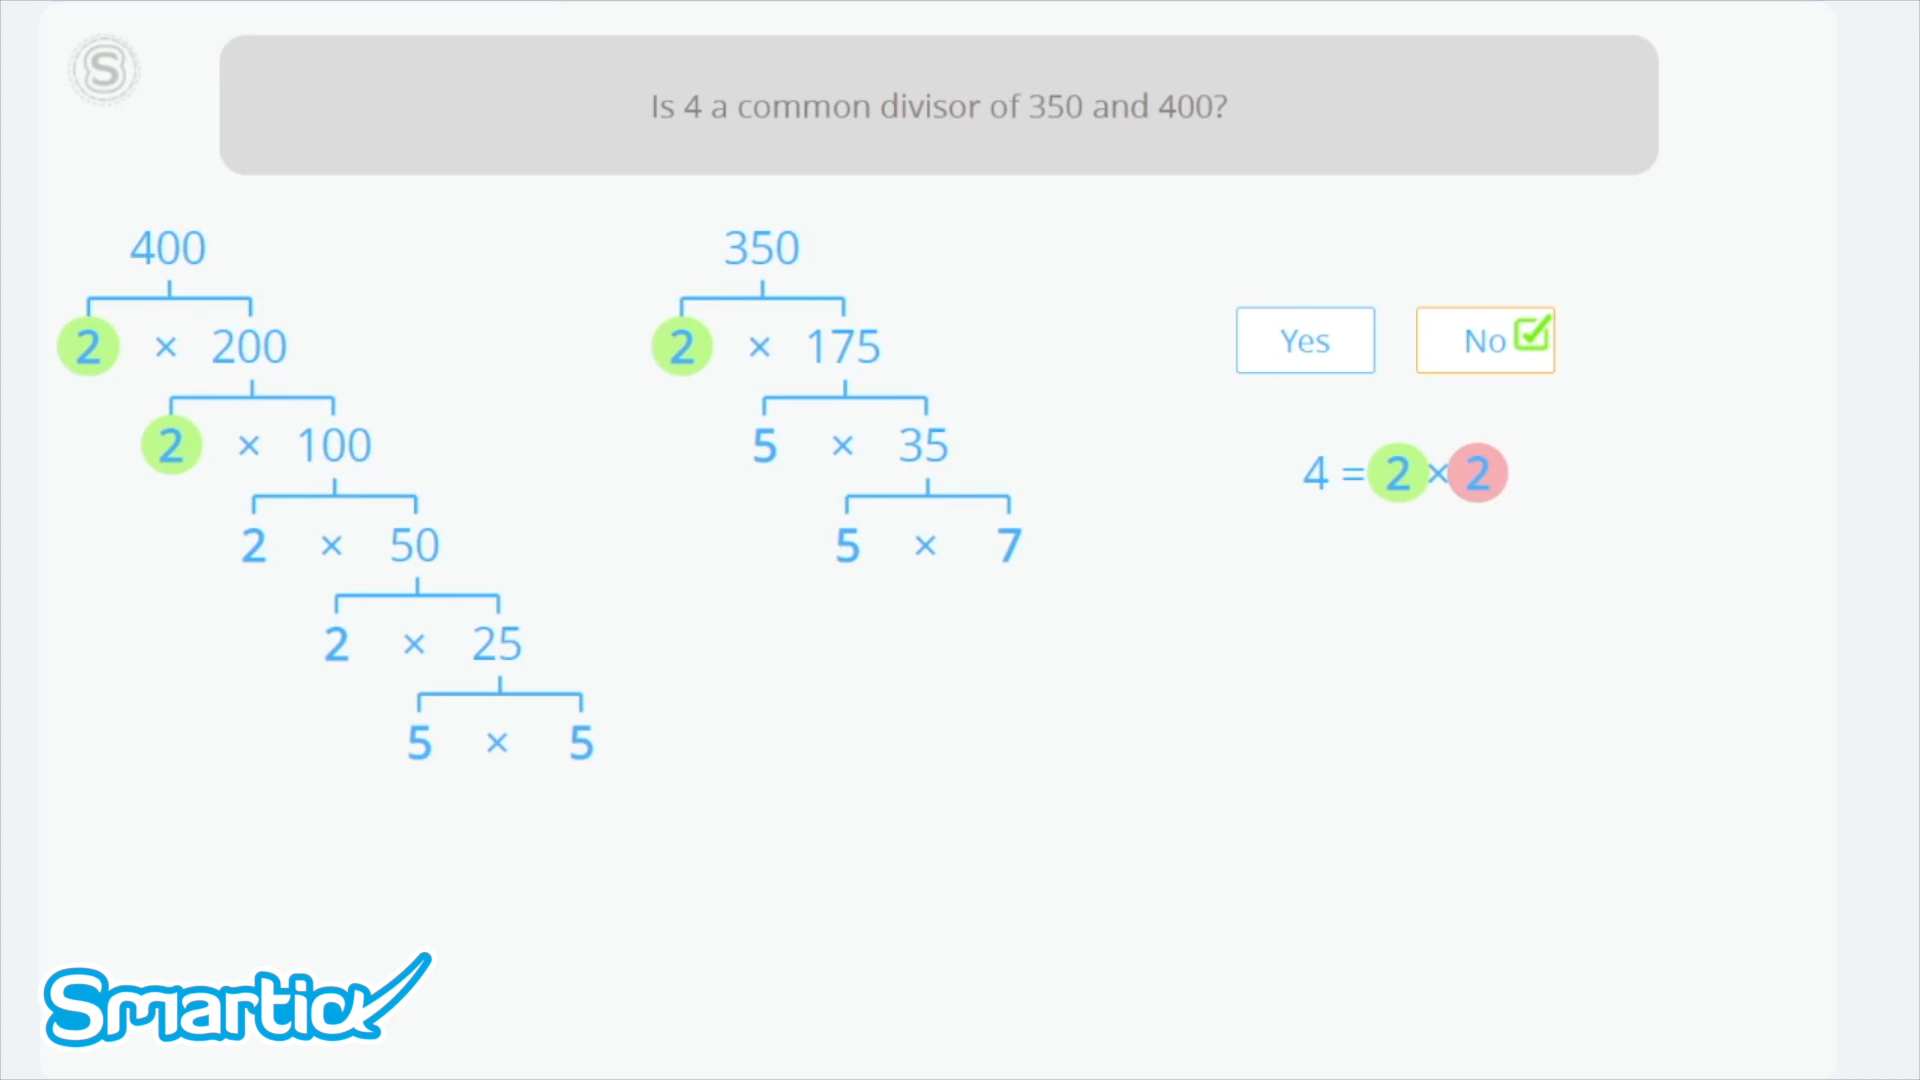 S
Is 4 a common divisor of 350 and 400?
400
2 × 200
2 × 100
2 × 50
2 × 25
5 × 5
350
2 × 175
5 × 35
5 × 7
Yes No
4 = 2 × 2
Smartick